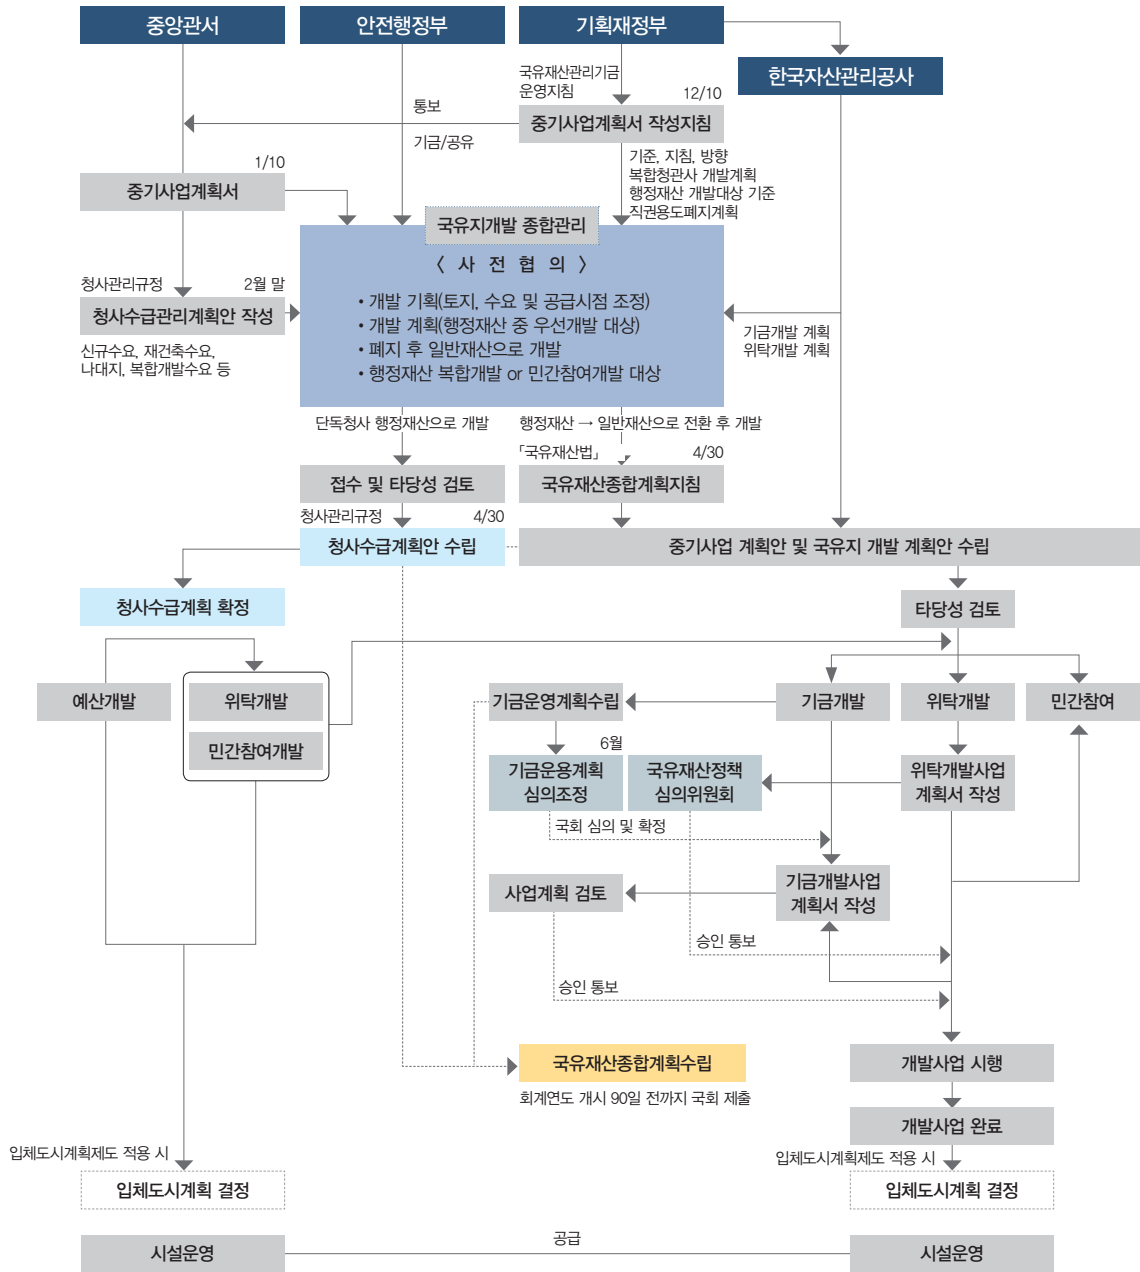 중앙관서
안전행정부
기획재정부
한국자산관리공사
국유재산관리기금
운영지침
12/10
통보
중기사업계획서 작성지침
기금/공유
기준, 지침, 방향
복합청관사 개발계획
행정재산 개발대상 기준
직권용도폐지계획
1/10
중기사업계획서
국유지개발 종합관리
〈 사 전 협 의 〉
• 개발 기획(토지, 수요 및 공급시점 조정)
• 개발 계획(행정재산 중 우선개발 대상)
• 폐지 후 일반재산으로 개발
• 행정재산 복합개발 or 민간참여개발 대상
청사관리규정
2월 말
청사수급관리계획안 작성
신규수요, 재건축수요,
나대지, 복합개발수요 등
기금개발 계획
위탁개발 계획
단독청사 행정재산으로 개발
행정재산 → 일반재산으로 전환 후 개발
「국유재산법」
4/30
접수 및 타당성 검토
국유재산종합계획지침
청사관리규정
4/30
청사수급계획안 수립
중기사업 계획안 및 국유지 개발 계획안 수립
청사수급계획 확정
타당성 검토
예산개발
위탁개발
민간참여개발
기금운영계획수립
기금개발
위탁개발
민간참여
6월
기금운용계획
심의조정
국유재산정책
심의위원회
위탁개발사업
계획서 작성
국회 심의 및 확정
사업계획 검토
기금개발사업
계획서 작성
승인 통보
승인 통보
국유재산종합계획수립
회계연도 개시 90일 전까지 국회 제출
개발사업 시행
개발사업 완료
입체도시계획제도 적용 시
입체도시계획제도 적용 시
입체도시계획 결정
입체도시계획 결정
시설운영
공급
시설운영